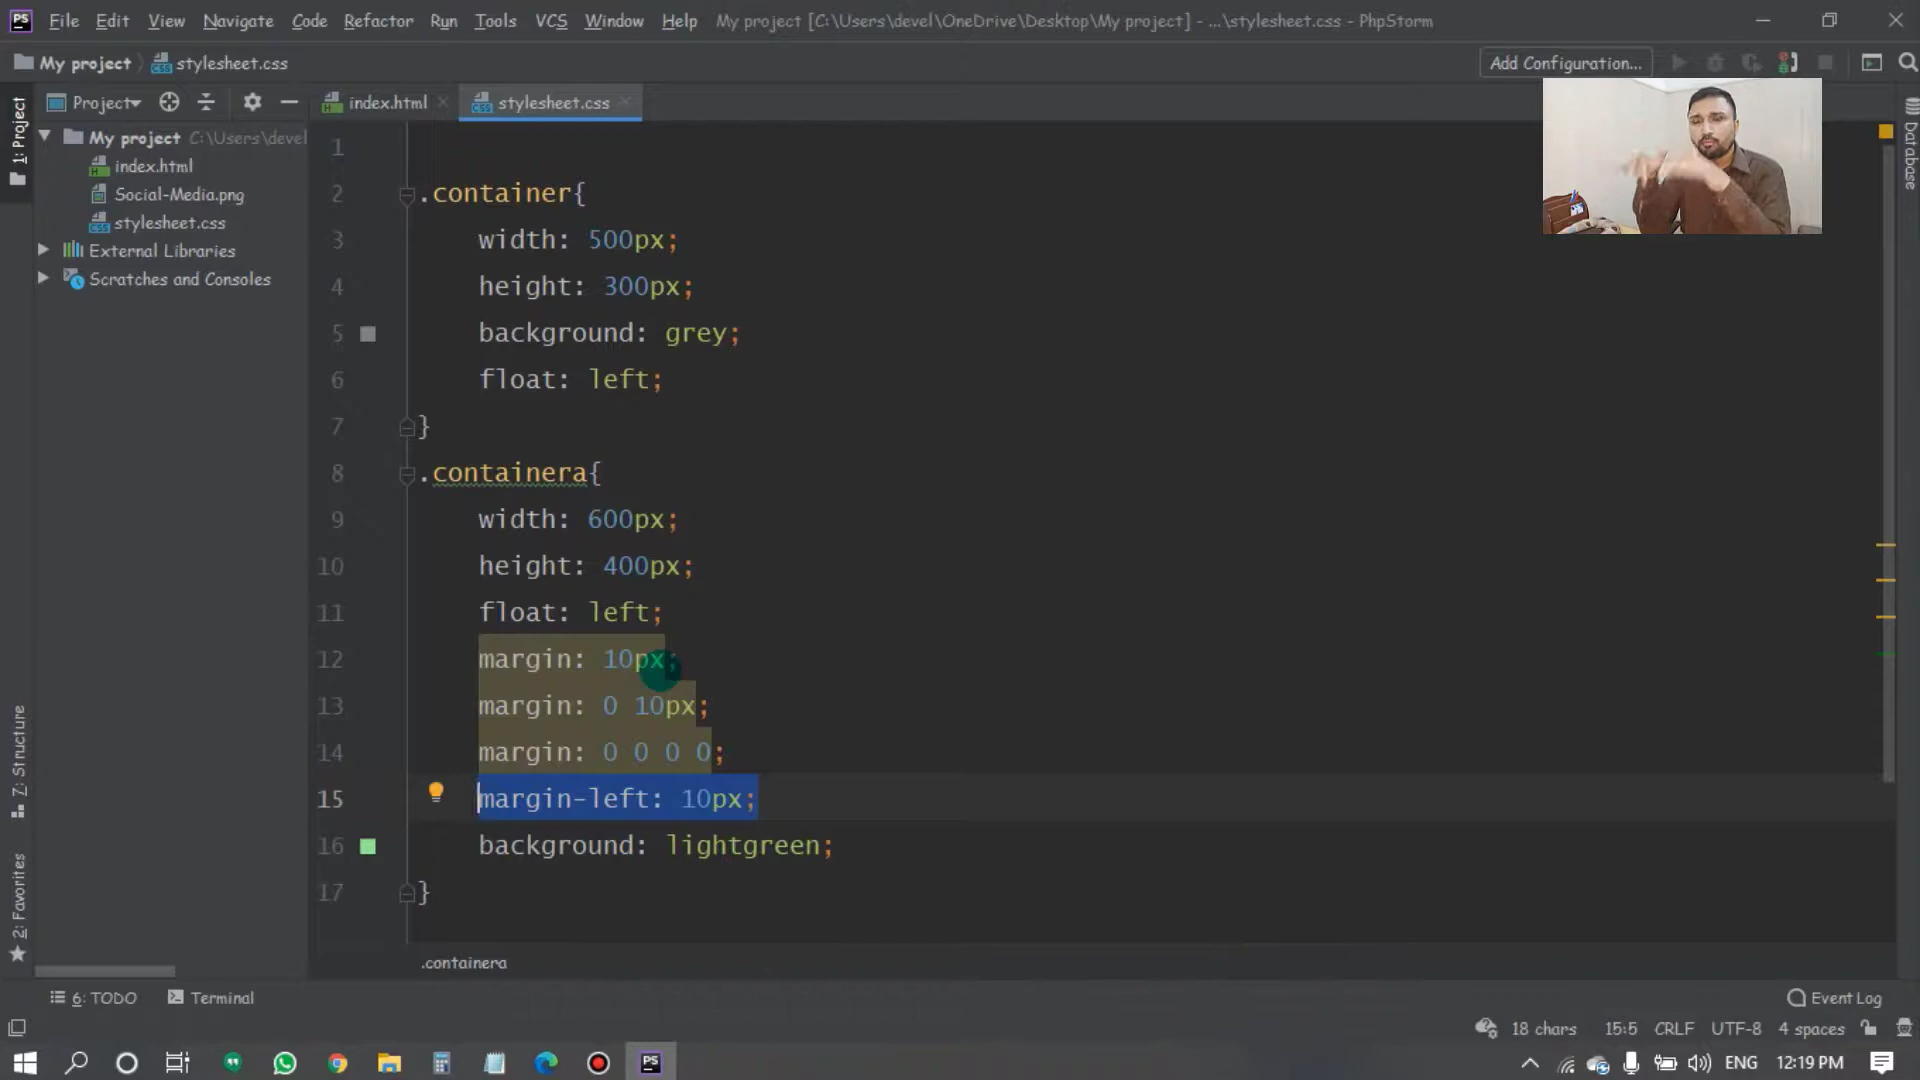 PS File Edit View Navigate Code Refactor Run Tools VCS Window Help My project [C:\Users\devel\OneDrive\Desktop\My project] - ...\stylesheet.css - PhpStorm
My project stylesheet.css Add Configuration...
1: Project
Project index.html stylesheet.css
My project C:\Users\devel
index.html
Social-Media.png
stylesheet.css
External Libraries
Scratches and Consoles
Database
1
2 .container{
3 width: 500px;
4 height: 300px;
5 background: grey;
6 float: left;
7 }
8 .containera{
9 width: 600px;
10 height: 400px;
11 float: left;
12 margin: 10px;
13 margin: 0 10px;
14 margin: 0 0 0 0;
15 margin-left: 10px;
16 background: lightgreen;
17 }
7: Structure
2: Favorites
.containera
6: TODO Terminal Event Log
18 chars 15:5 CRLF UTF-8 4 spaces
PS ENG 12:19 PM